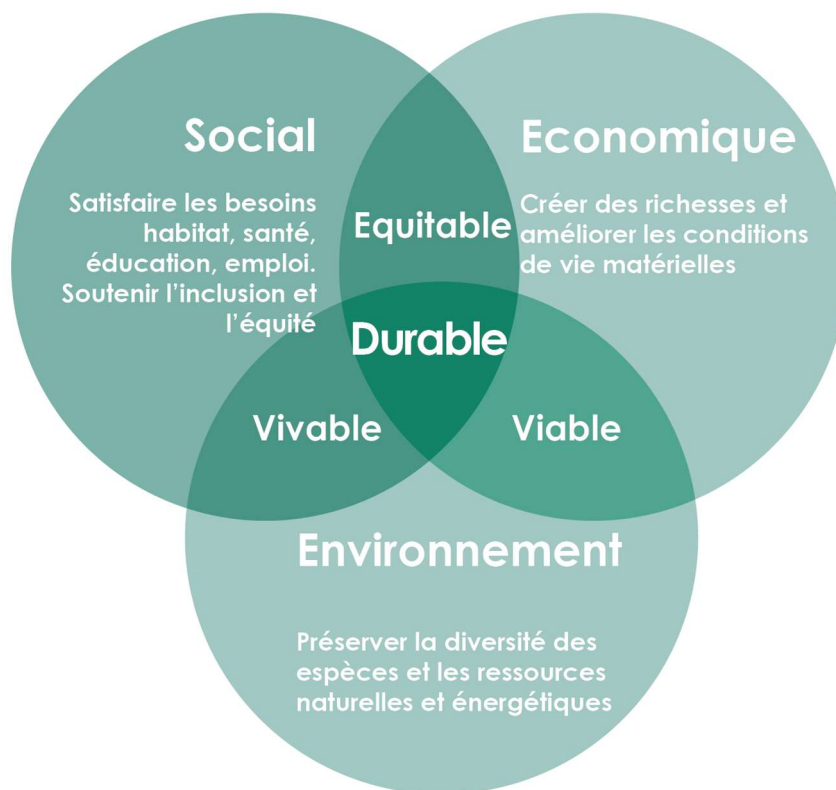 Social
Satisfaire les besoins
habitat, santé,
éducation, emploi.
Soutenir l'inclusion et
l'équité
Economique
Créer des richesses et
améliorer les conditions
de vie matérielles
Equitable
Durable
Vivable
Viable
Environnement
Préserver la diversité des
espèces et les ressources
naturelles et énergétiques